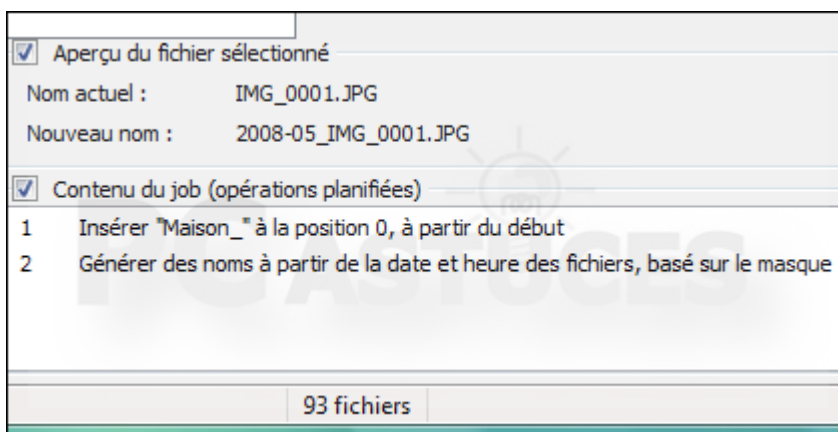 Aperçu du fichier sélectionné
Nom actuel : IMG_0001.JPG
Nouveau nom : 2008-05_IMG_0001.JPG
Contenu du job (opérations planifiées)
1 Insérer "Maison_" à la position 0, à partir du début
2 Générer des noms à partir de la date et heure des fichiers, basé sur le masque
PC ASTUCES
93 fichiers